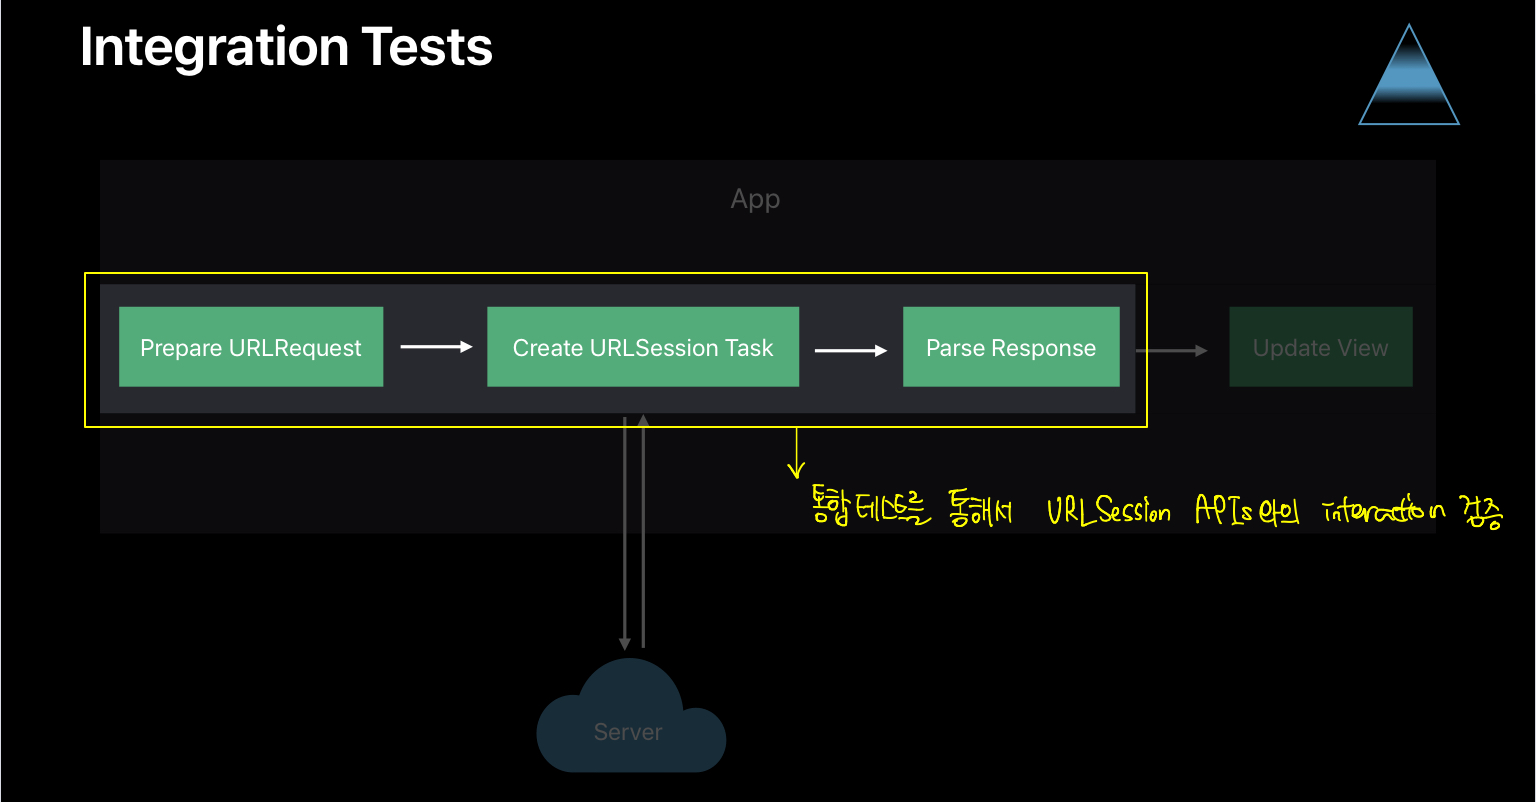 Integration Tests
App
Prepare URLRequest
Create URLSession Task
Parse Response
Update View
통합테스트를 통해서 URLSession APIs와의 interaction 검증
Server